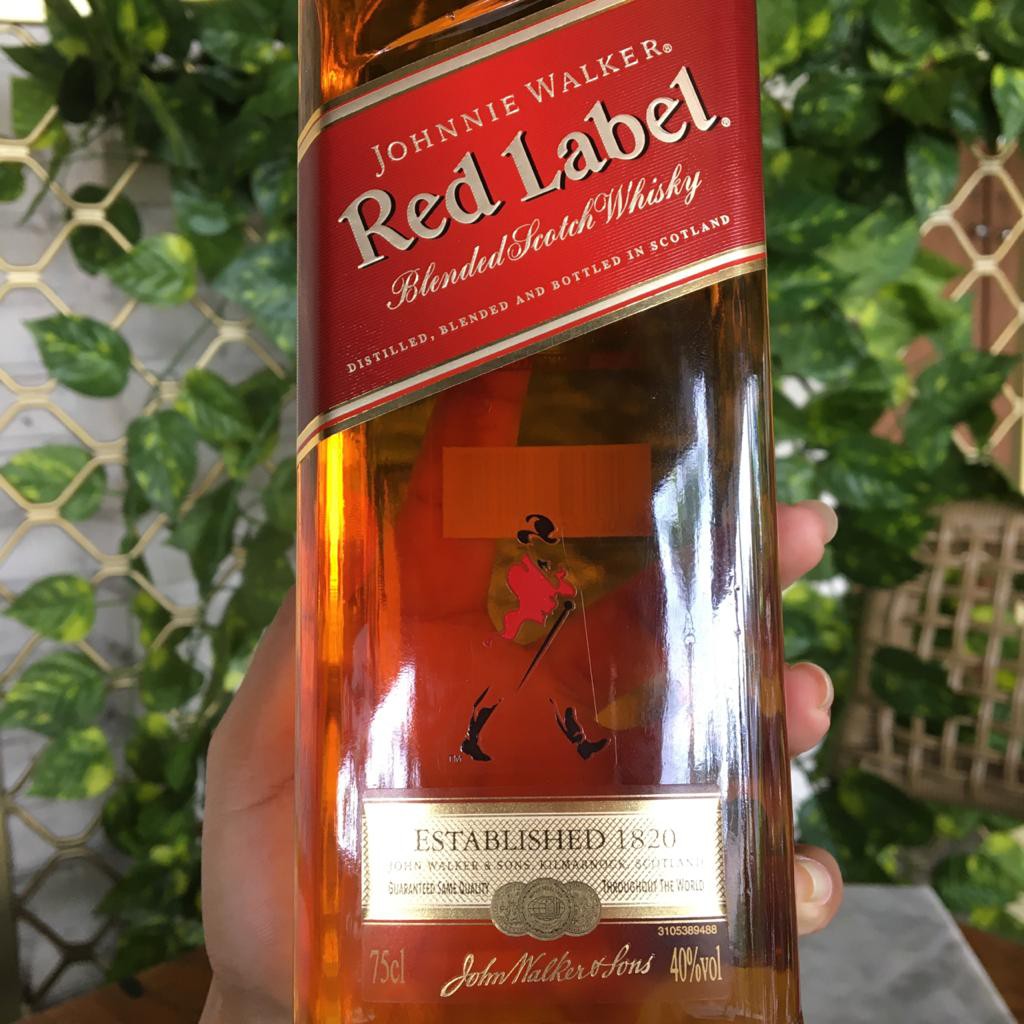 JOHNNIE WALKER®
Red Label®
Blended Scotch Whisky
DISTILLED, BLENDED AND BOTTLED IN SCOTLAND
TM
ESTABLISHED 1820
JOHN WALKER & SONS, KILMARNOCK, SCOTLAND
GUARANTEED SAME QUALITY THROUGHOUT THE WORLD
3105389488
75cl John Walker & Sons 40%vol